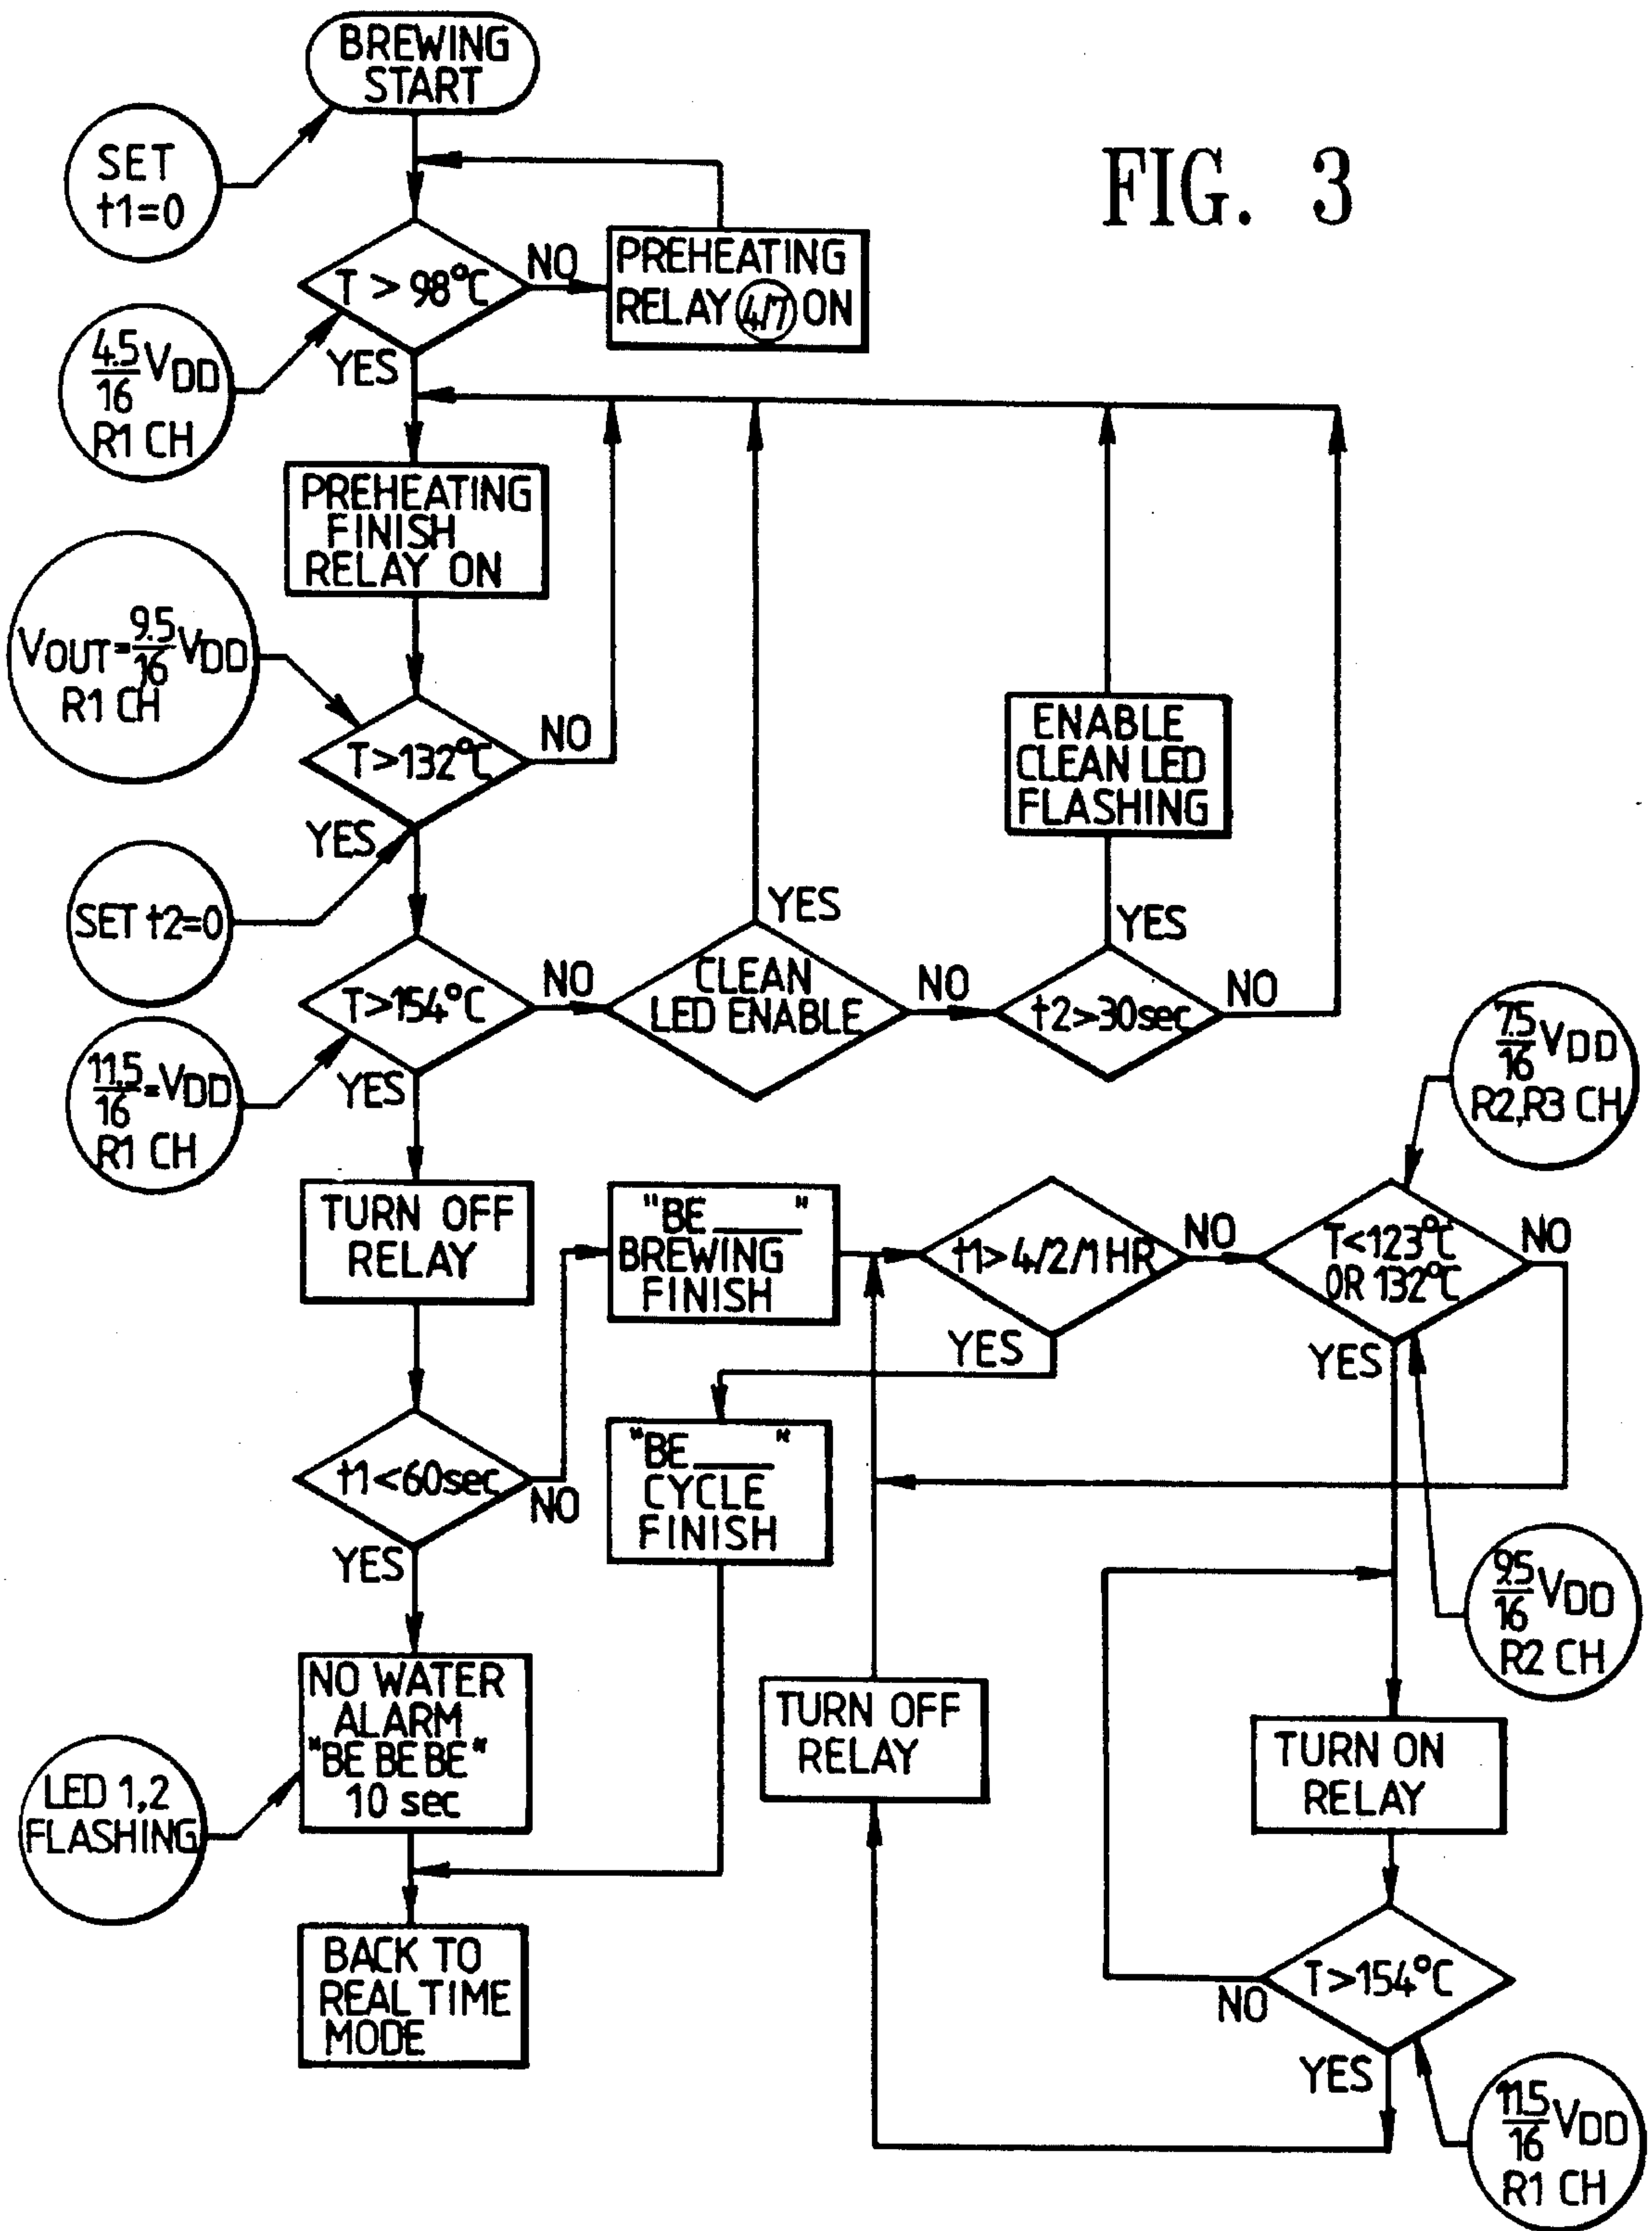 BREWING
START
FIG. 3
SET
t1=0
T > 98°C
NO
PREHEATING
RELAY 4/7 ON
4.5
16 VDD
R1 CH
YES
PREHEATING
FINISH
RELAY ON
VOUT= 9.5
16 VDD
R1 CH
T>132°C
NO
YES
ENABLE
CLEAN LED
FLASHING
SET t2=0
T>154°C
NO
CLEAN
LED ENABLE
YES
NO
t2>30sec
YES
NO
11.5
16 =VDD
R1 CH
YES
7.5
16 VDD
R2,R3 CH
TURN OFF
RELAY
"BE ____"
BREWING
FINISH
t1> 4/2/1 HR
NO
T<123°C
OR 132°C
NO
YES
YES
t1<60sec
NO
YES
"BE ____"
CYCLE
FINISH
9.5
16 VDD
R2 CH
NO WATER
ALARM
"BE BE BE"
10 sec
LED 1,2
FLASHING
TURN OFF
RELAY
TURN ON
RELAY
BACK TO
REAL TIME
MODE
T>154°C
NO
YES
11.5
16 VDD
R1 CH